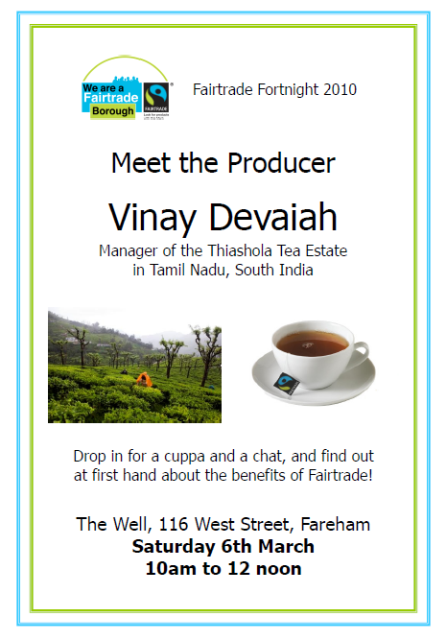 We are a
Fairtrade
Borough
FAIRTRADE
Fairtrade Fortnight 2010
Meet the Producer
Vinay Devaiah
Manager of the Thiashola Tea Estate
in Tamil Nadu, South India
Drop in for a cuppa and a chat, and find out
at first hand about the benefits of Fairtrade!
The Well, 116 West Street, Fareham
Saturday 6th March
10am to 12 noon